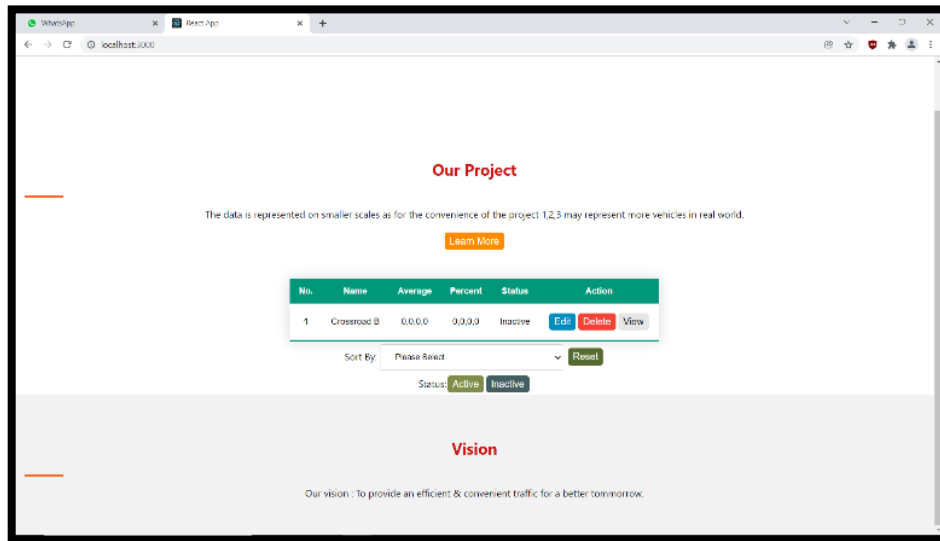 WhatsApp
React App
localhost:3000
Our Project
The data is represented on smaller scales as for the convenience of the project 1,2,3 may represent more vehicles in real world.
Learn More
No. Name Average Percent Status Action
1 Crossroad B 0,0,0,0 0,0,0,0 Inactive Edit Delete View
Sort By: Please Select Reset
Status: Active Inactive
Vision
Our vision : To provide an efficient & convenient traffic for a better tommorrow.